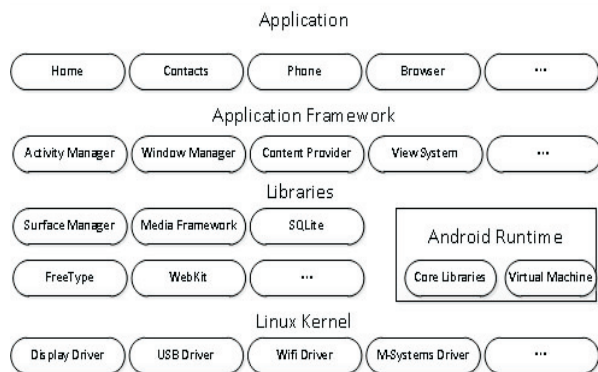 Application
Home Contacts Phone Browser ...
Application Framework
Activity Manager Window Manager Content Provider View System ...
Libraries
Surface Manager Media Framework SQLite
Android Runtime
FreeType WebKit ... Core Libraries Virtual Machine
Linux Kernel
Display Driver USB Driver Wifi Driver M-Systems Driver ...